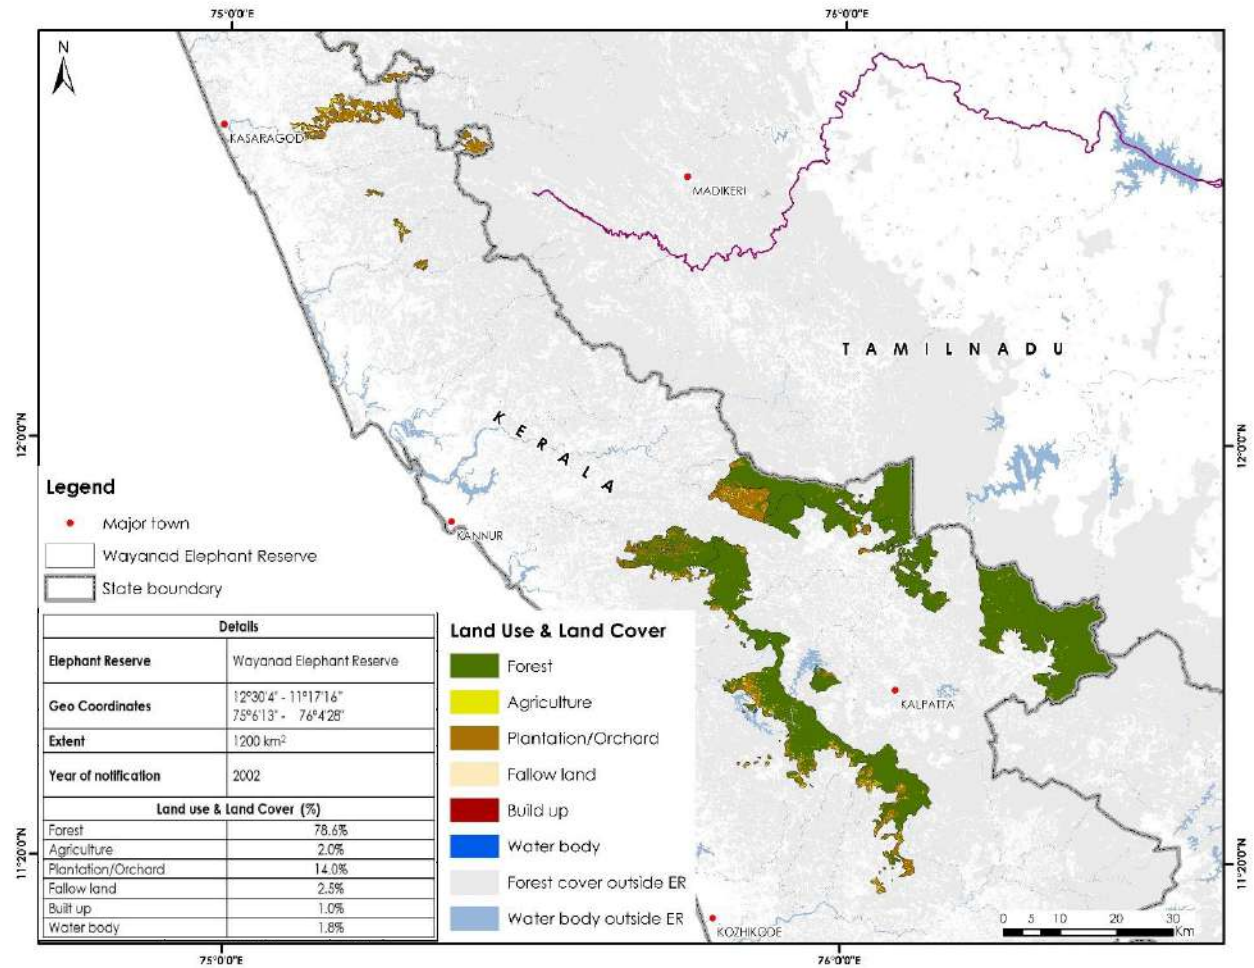 75°0'0"E
76°0'0"E
N
KASARAGOD
MADIKERI
TAMILNADU
KERALA
12°0'0"N
12°0'0"N
KANNUR
KALPATTA
KOZHIKODE
11°20'0"N
11°20'0"N
Legend
Major town
Wayanad Elephant Reserve
State boundary
Details
Elephant Reserve Wayanad Elephant Reserve
Geo Coordinates 12°30'4" - 11°17'16"
75°6'13" - 76°4'28"
Extent 1200 km²
Year of notification 2002
Land use & Land Cover (%)
Forest 78.6%
Agriculture 2.0%
Plantation/Orchard 14.0%
Fallow land 2.5%
Built up 1.0%
Water body 1.8%
Land Use & Land Cover
Forest
Agriculture
Plantation/Orchard
Fallow land
Build up
Water body
Forest cover outside ER
Water body outside ER
0 5 10 20 30
Km
75°0'0"E
76°0'0"E